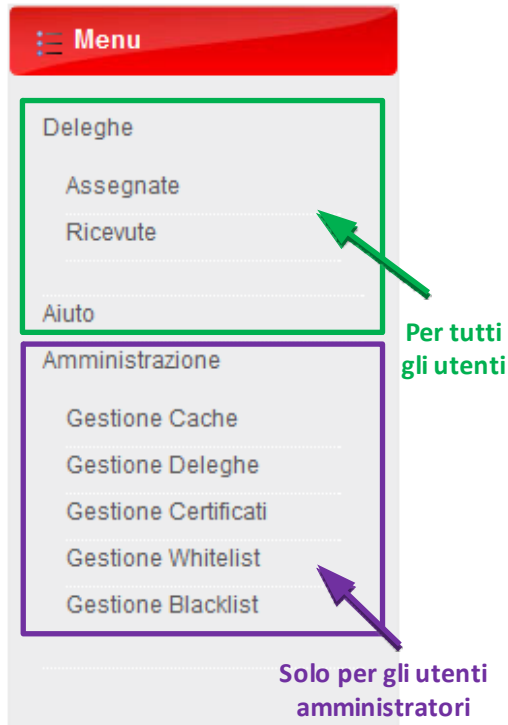 Menu
Deleghe
Assegnate
Ricevute
Aiuto
Per tutti
gli utenti
Amministrazione
Gestione Cache
Gestione Deleghe
Gestione Certificati
Gestione Whitelist
Gestione Blacklist
Solo per gli utenti
amministratori